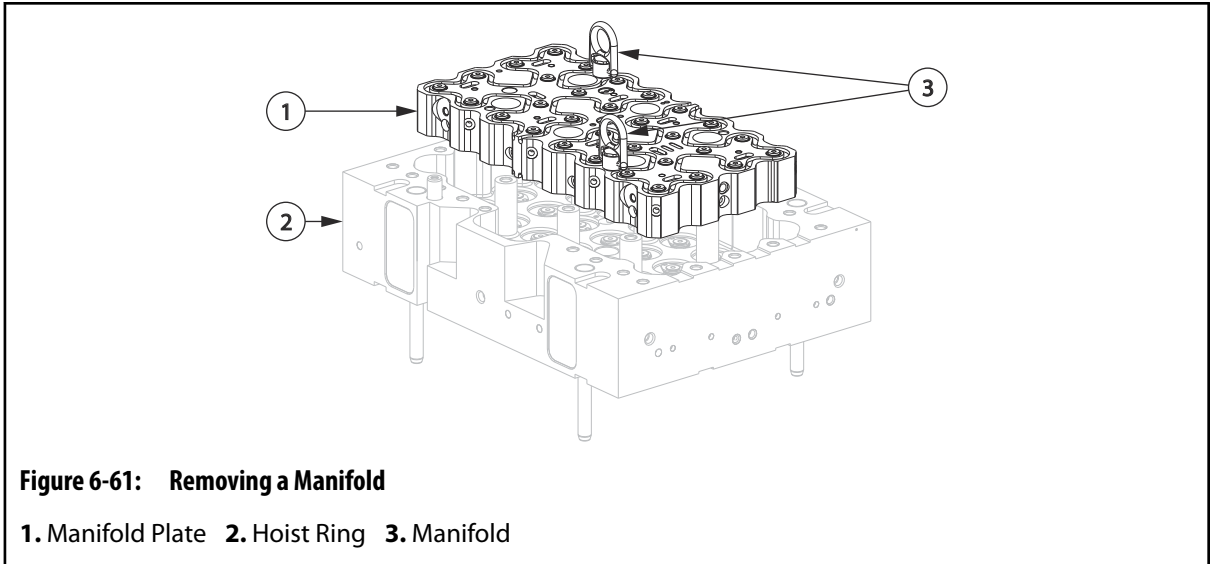 3
1
2
Figure 6-61: Removing a Manifold
1. Manifold Plate 2. Hoist Ring 3. Manifold